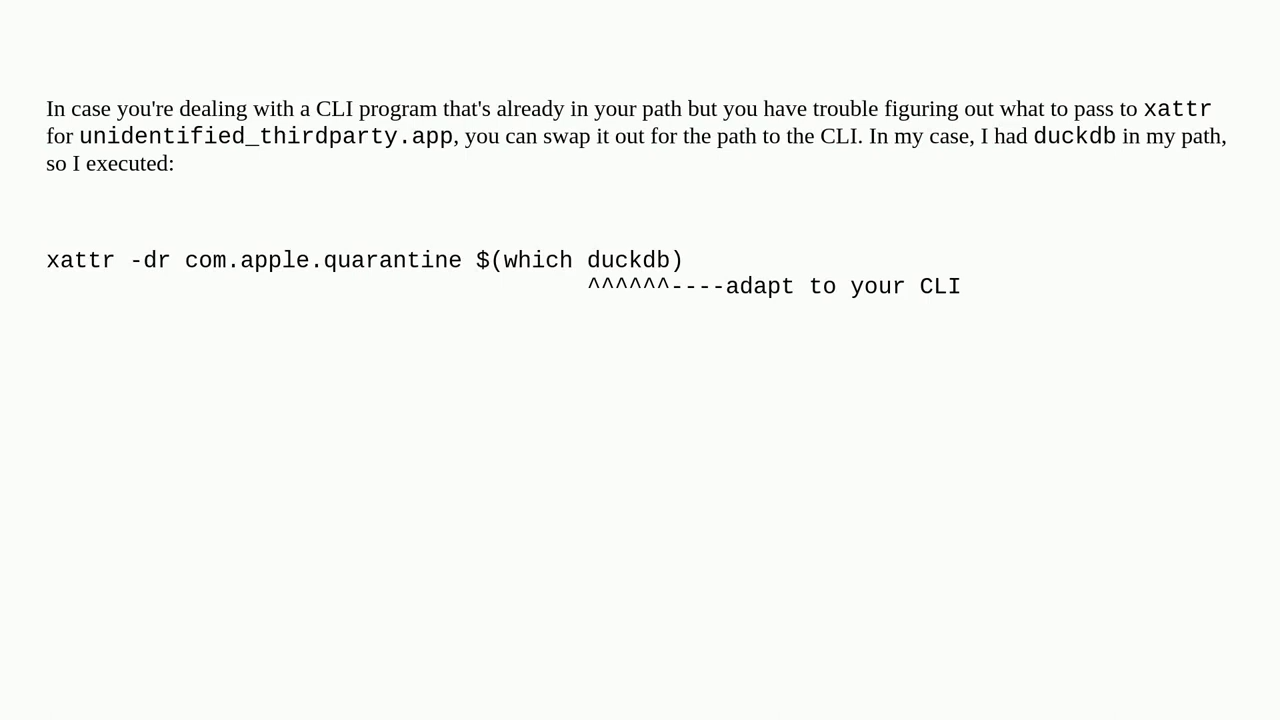 In case you're dealing with a CLI program that's already in your path but you have trouble figuring out what to pass to xattr
for unidentified_thirdparty.app, you can swap it out for the path to the CLI. In my case, I had duckdb in my path,
so I executed:
xattr -dr com.apple.quarantine $(which duckdb)
                                       ^^^^^^----adapt to your CLI